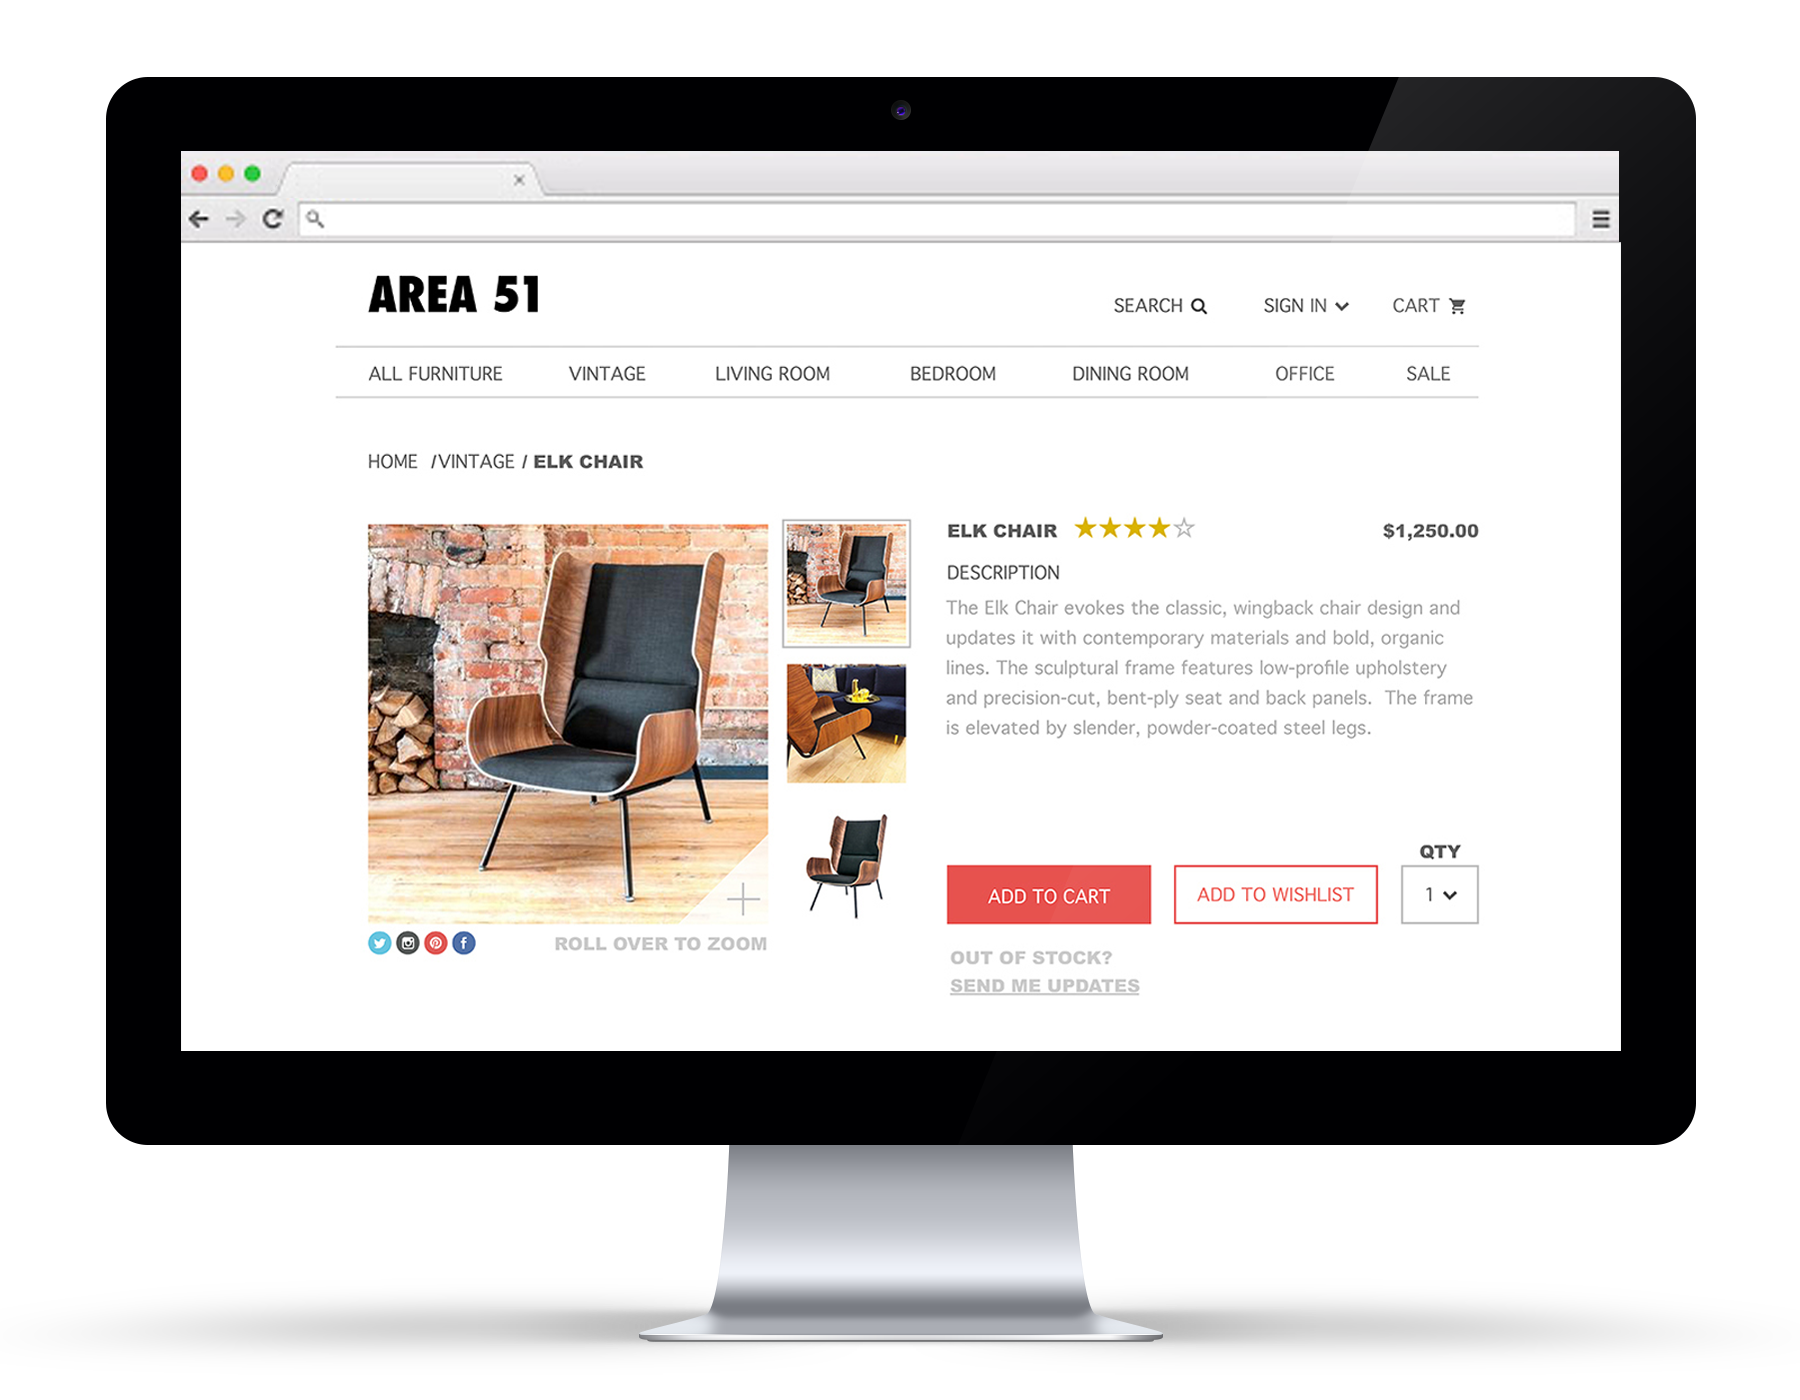 AREA 51
SEARCH
SIGN IN
CART
ALL FURNITURE
VINTAGE
LIVING ROOM
BEDROOM
DINING ROOM
OFFICE
SALE
HOME /VINTAGE / ELK CHAIR
ELK CHAIR
$1,250.00
DESCRIPTION
The Elk Chair evokes the classic, wingback chair design and
updates it with contemporary materials and bold, organic
lines. The sculptural frame features low-profile upholstery
and precision-cut, bent-ply seat and back panels. The frame
is elevated by slender, powder-coated steel legs.
QTY
ADD TO CART
ADD TO WISHLIST
1
ROLL OVER TO ZOOM
OUT OF STOCK?
SEND ME UPDATES